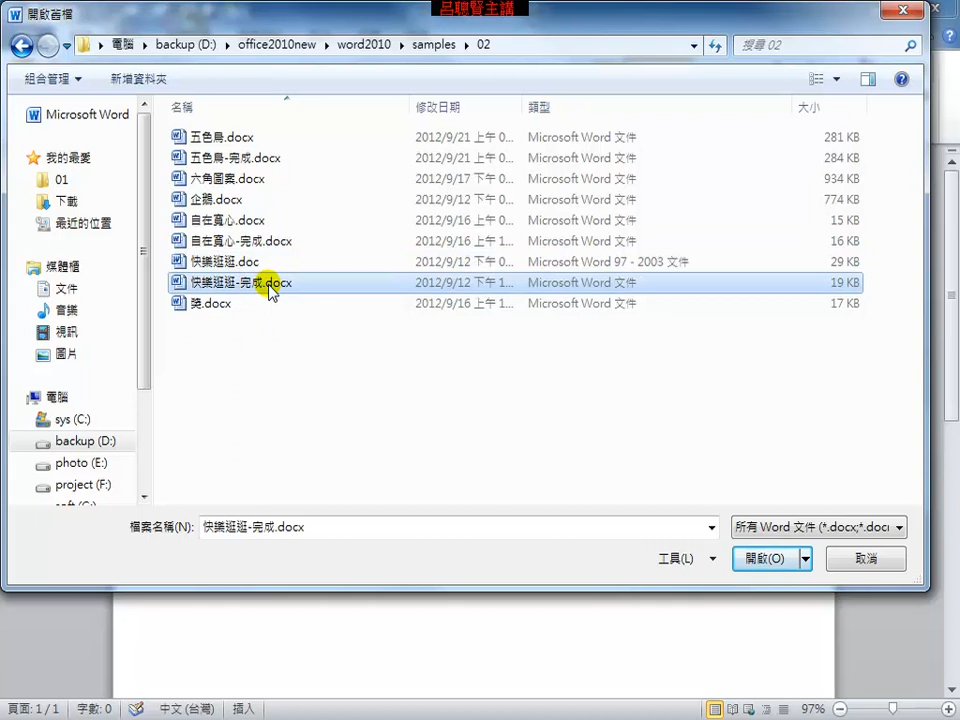 呂聰賢主講
開啟舊檔
電腦 backup (D:) office2010new word2010 samples 02
搜尋 02
組合管理 新增資料夾
名稱 修改日期 類型 大小
Microsoft Word
我的最愛
01
下載
最近的位置
媒體櫃
文件
音樂
視訊
圖片
電腦
sys (C:)
backup (D:)
photo (E:)
project (F:)
五色鳥.docx 2012/9/21 上午 0... Microsoft Word 文件 281 KB
五色鳥-完成.docx 2012/9/21 上午 0... Microsoft Word 文件 284 KB
六角圖案.docx 2012/9/17 下午 0... Microsoft Word 文件 934 KB
企鵝.docx 2012/9/12 下午 0... Microsoft Word 文件 774 KB
自在寬心.docx 2012/9/16 上午 0... Microsoft Word 文件 15 KB
自在寬心-完成.docx 2012/9/16 上午 1... Microsoft Word 文件 16 KB
快樂逛逛.doc 2012/9/12 下午 0... Microsoft Word 97 - 2003 文件 29 KB
快樂逛逛-完成.docx 2012/9/12 下午 1... Microsoft Word 文件 19 KB
.docx 2012/9/16 上午 1... Microsoft Word 文件 17 KB
檔案名稱(N): 快樂逛逛-完成.docx 所有 Word 文件 (*.docx;*.docı
工具(L) 開啟(O) 取消
頁面: 1/1 字數: 0 中文 (台灣) 插入 97%